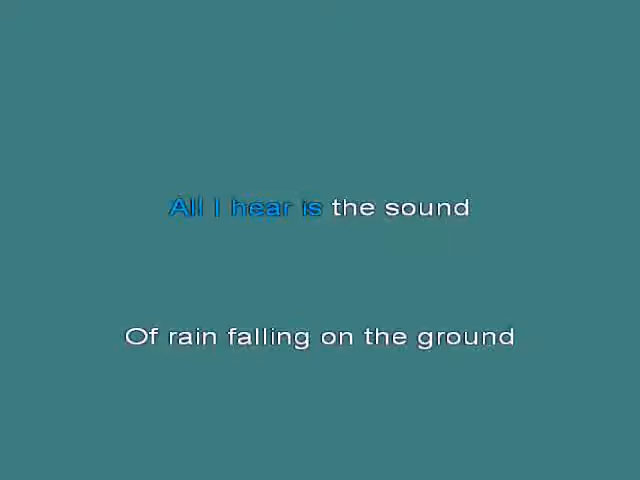 All I hear is the sound
Of rain falling on the ground